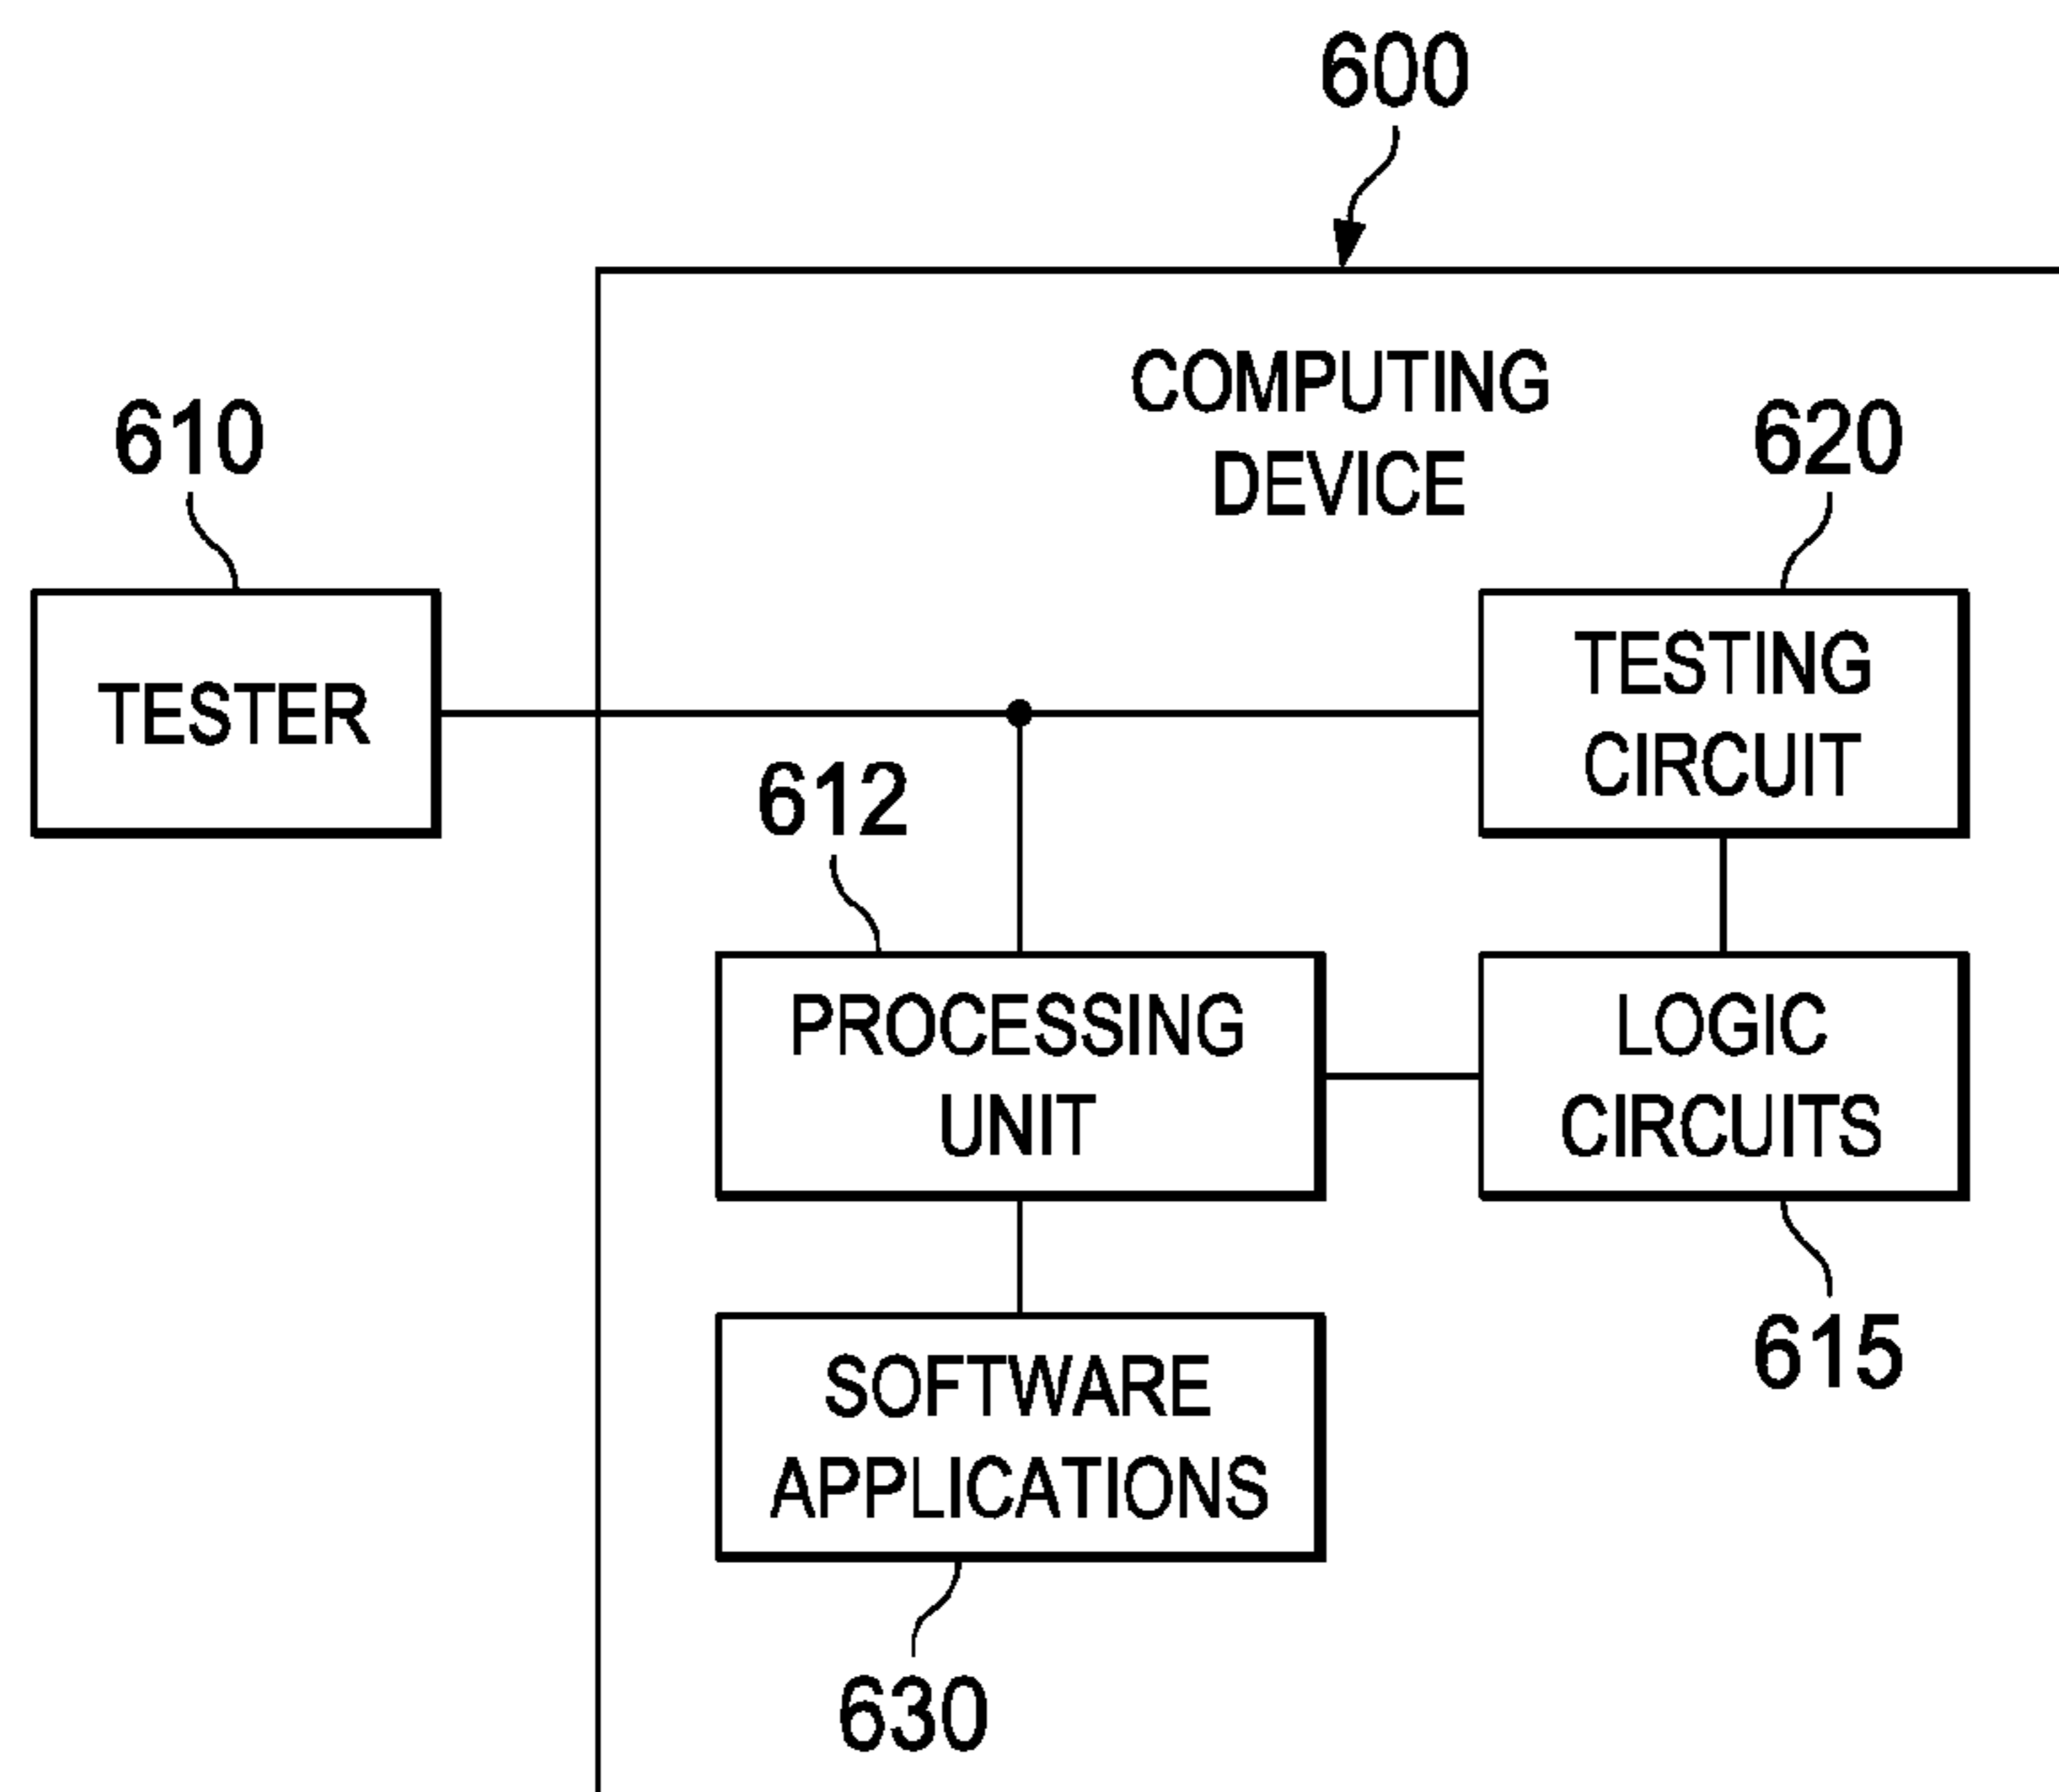 600
COMPUTING
DEVICE
610
620
TESTER
TESTING
CIRCUIT
612
PROCESSING
UNIT
LOGIC
CIRCUITS
615
SOFTWARE
APPLICATIONS
630